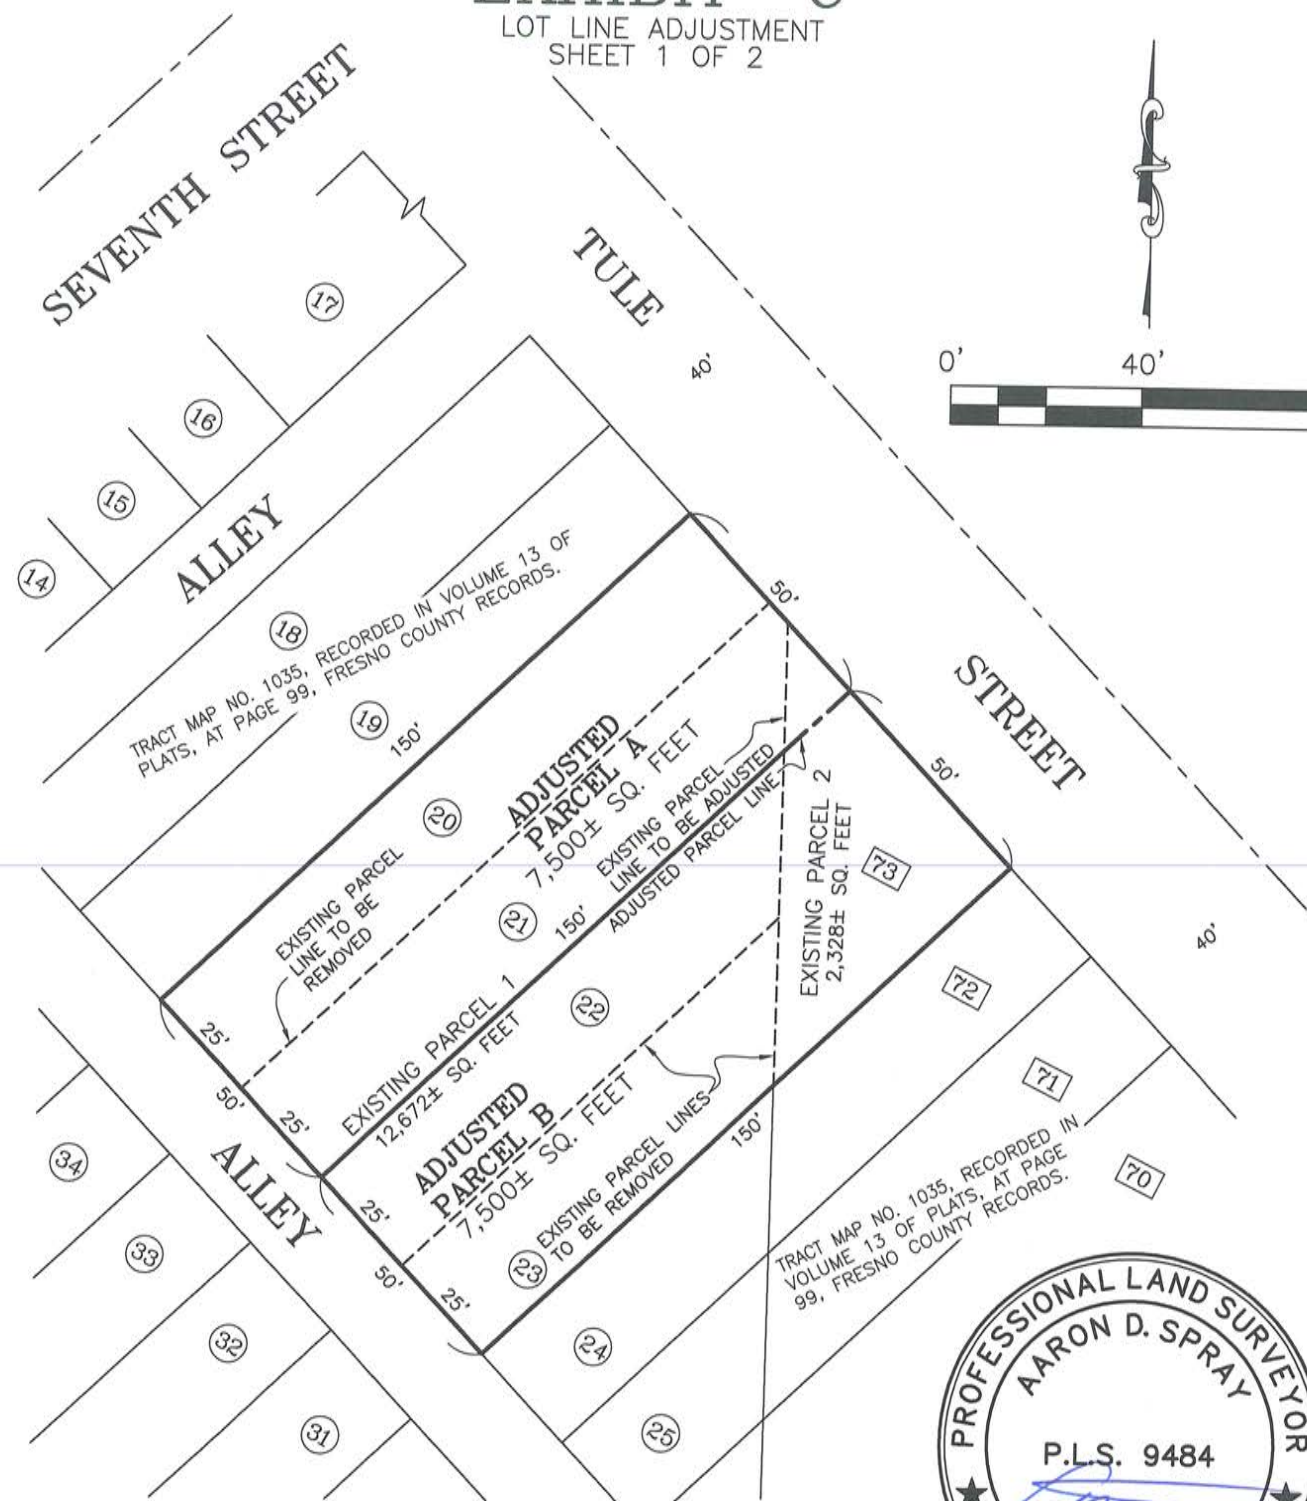 LOT LINE ADJUSTMENT
SHEET 1 OF 2
SEVENTH STREET
TULE
STREET
40'
0'
40'
17
16
15
14
ALLEY
18
TRACT MAP NO. 1035, RECORDED IN VOLUME 13 OF
PLATS, AT PAGE 99, FRESNO COUNTY RECORDS.
19
150'
50'
20
ADJUSTED
PARCEL A
7,500± SQ. FEET
EXISTING PARCEL
LINE TO BE ADJUSTED
ADJUSTED PARCEL LINE
50'
EXISTING PARCEL 2
2,328± SQ. FEET
73
EXISTING PARCEL
LINE TO BE
REMOVED
21
150'
40'
22
72
EXISTING PARCEL 1
12,672± SQ. FEET
25'
50'
25'
71
ADJUSTED
PARCEL B
7,500± SQ. FEET
EXISTING PARCEL LINES
TO BE REMOVED
150'
34
ALLEY
25'
50'
25'
23
70
TRACT MAP NO. 1035, RECORDED IN
VOLUME 13 OF PLATS, AT PAGE
99, FRESNO COUNTY RECORDS.
33
32
24
31
25
PROFESSIONAL LAND SURVEYOR
AARON D. SPRAY
P.L.S. 9484